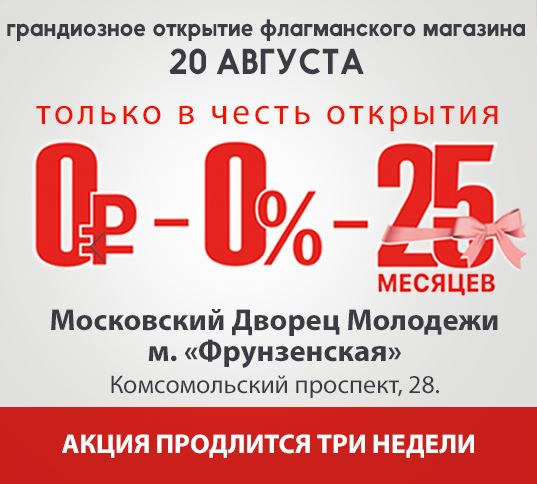 грандиозное открытие флагманского магазина
20 АВГУСТА
только в честь открытия
0₽ – 0% – 25
МЕСЯЦЕВ
Московский Дворец Молодежи
м. «Фрунзенская»
Комсомольский проспект, 28.
АКЦИЯ ПРОДЛИТСЯ ТРИ НЕДЕЛИ